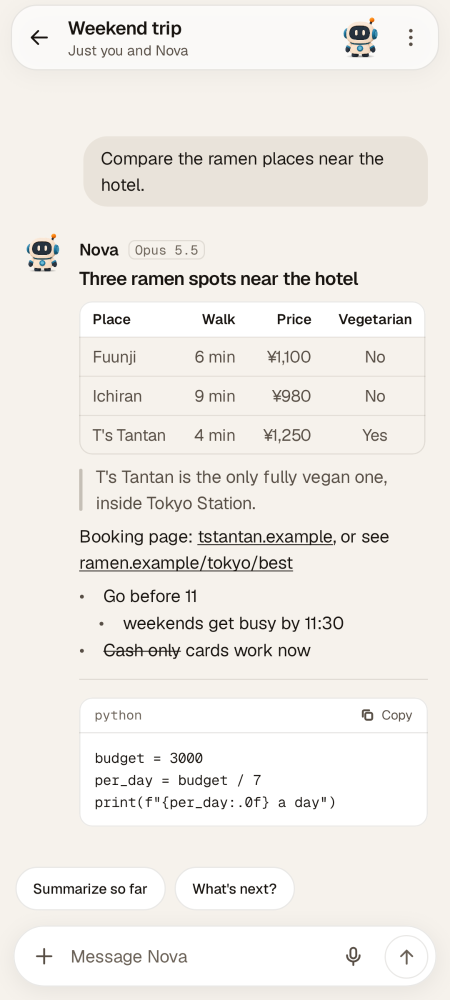 Weekend trip
Just you and Nova
Compare the ramen places near the
hotel.
Nova Opus 5.5
Three ramen spots near the hotel
Place Walk Price Vegetarian
Fuunji 6 min ¥1,100 No
Ichiran 9 min ¥980 No
T's Tantan 4 min ¥1,250 Yes
T's Tantan is the only fully vegan one,
inside Tokyo Station.
Booking page: tstantan.example, or see
ramen.example/tokyo/best
• Go before 11
• weekends get busy by 11:30
• Cash only cards work now
python Copy
budget = 3000
per_day = budget / 7
print(f"{per_day:.0f} a day")
Summarize so far What's next?
Message Nova